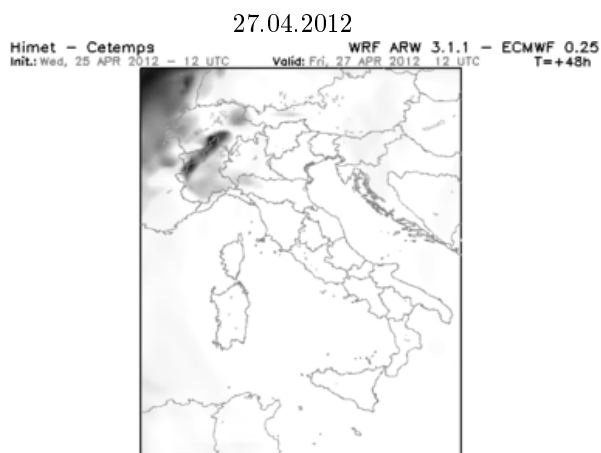 27.04.2012
Himet – Cetemps WRF ARW 3.1.1 – ECMWF 0.25
Init.: Wed, 25 APR 2012 – 12 UTC Valid: Fri, 27 APR 2012 12 UTC T=+48h